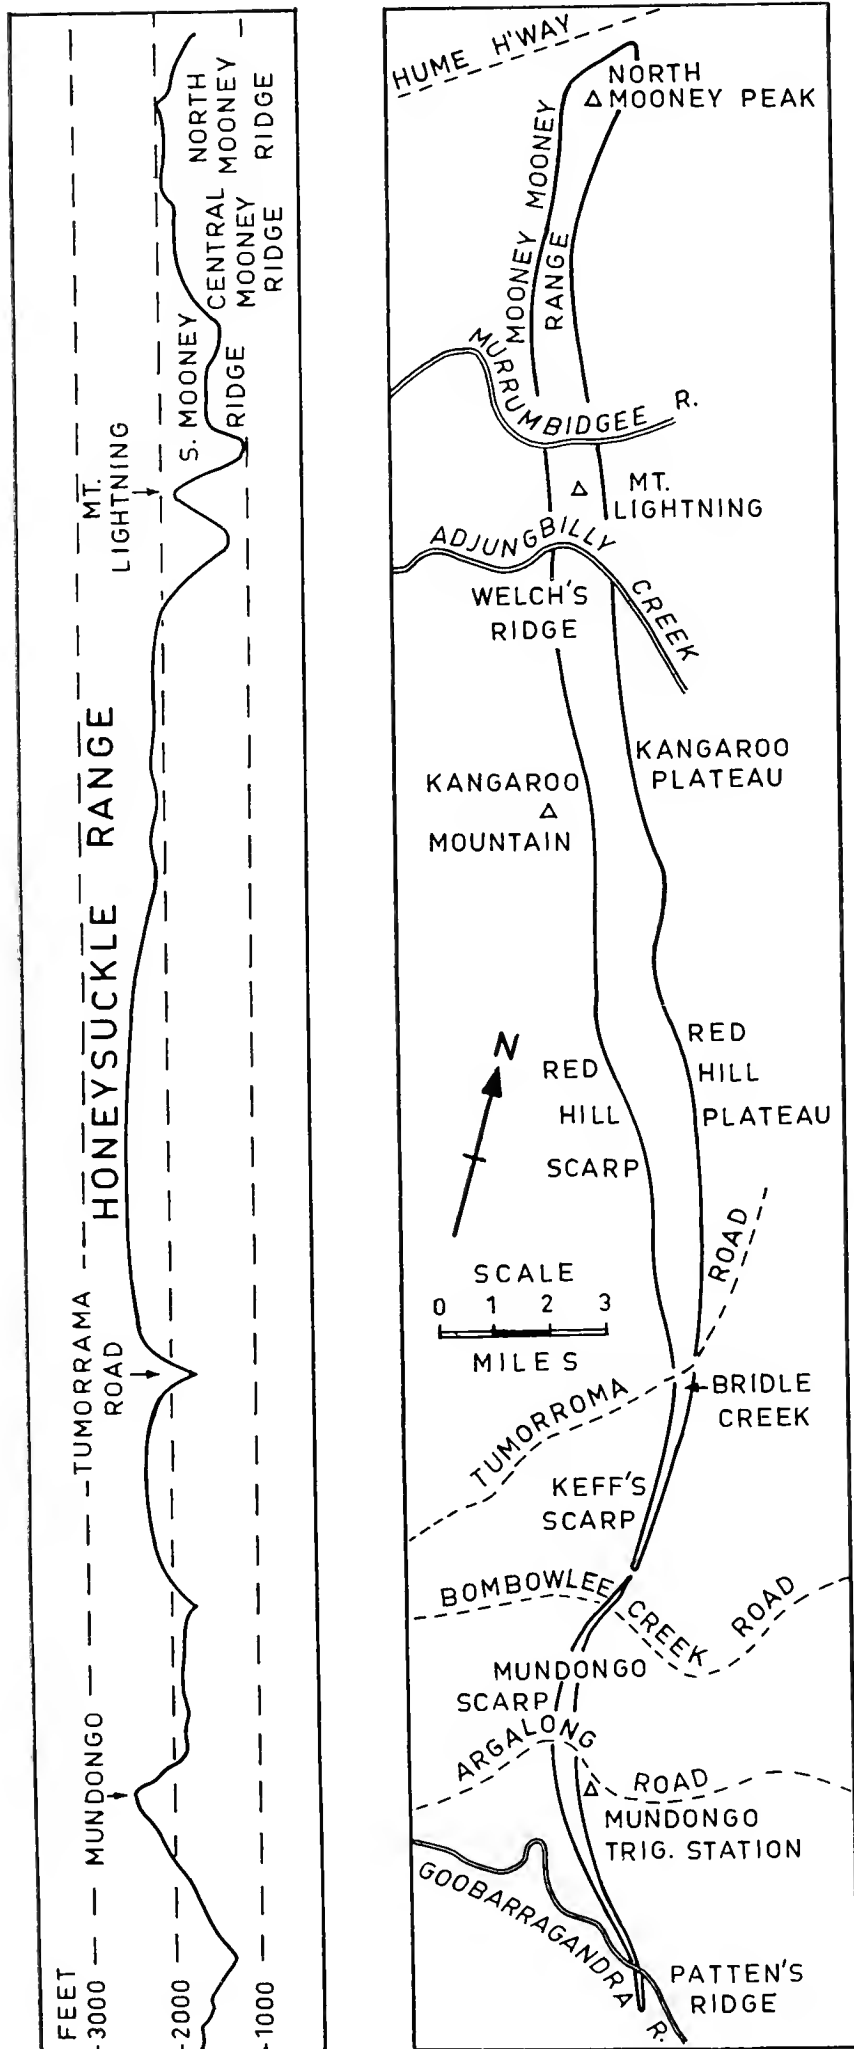 NORTH
MOONEY
RIDGE
CENTRAL
MOONEY
RIDGE
S. MOONEY
RIDGE
MT.
LIGHTNING
HONEYSUCKLE RANGE
TUMORRAMA
ROAD
MUNDONGO
FEET
3000
2000
1000
HUME H'WAY
NORTH
MOONEY PEAK
MOONEY MOONEY
RANGE
MURRUMBIDGEE R.
MT.
LIGHTNING
ADJUNGBILLY CREEK
WELCH'S
RIDGE
KANGAROO
PLATEAU
KANGAROO
MOUNTAIN
N
RED
HILL
PLATEAU
RED
HILL
SCARP
SCALE
0 1 2 3
MILES
TUMORROMA ROAD
BRIDLE
CREEK
KEFF'S
SCARP
BOMBOWLEE CREEK ROAD
MUNDONGO
SCARP
ARGALONG ROAD
MUNDONGO
TRIG. STATION
GOOBARRAGANDRA R.
PATTEN'S
RIDGE